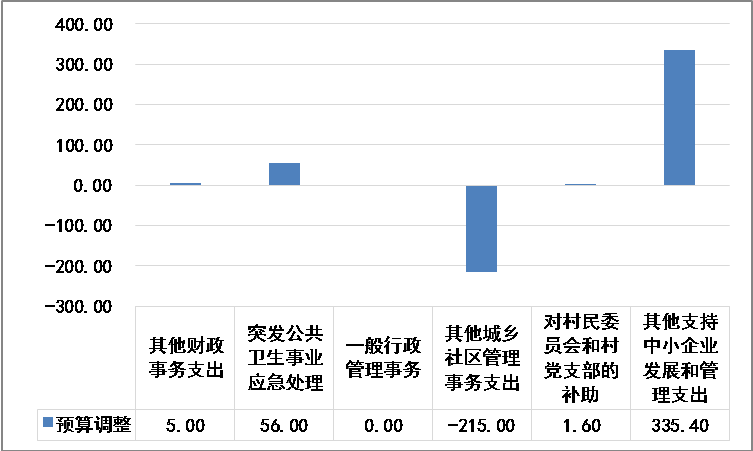 400.00
300.00
200.00
100.00
0.00
-100.00
-200.00
-300.00
其他财政
事务支出
突发公共
卫生事业
应急处理
一般行政
管理事务
其他城乡
社区管理
事务支出
对村民委
员会和村
党支部的
补助
其他支持
中小企业
发展和管
理支出
预算调整 5.00 56.00 0.00 -215.00 1.60 335.40